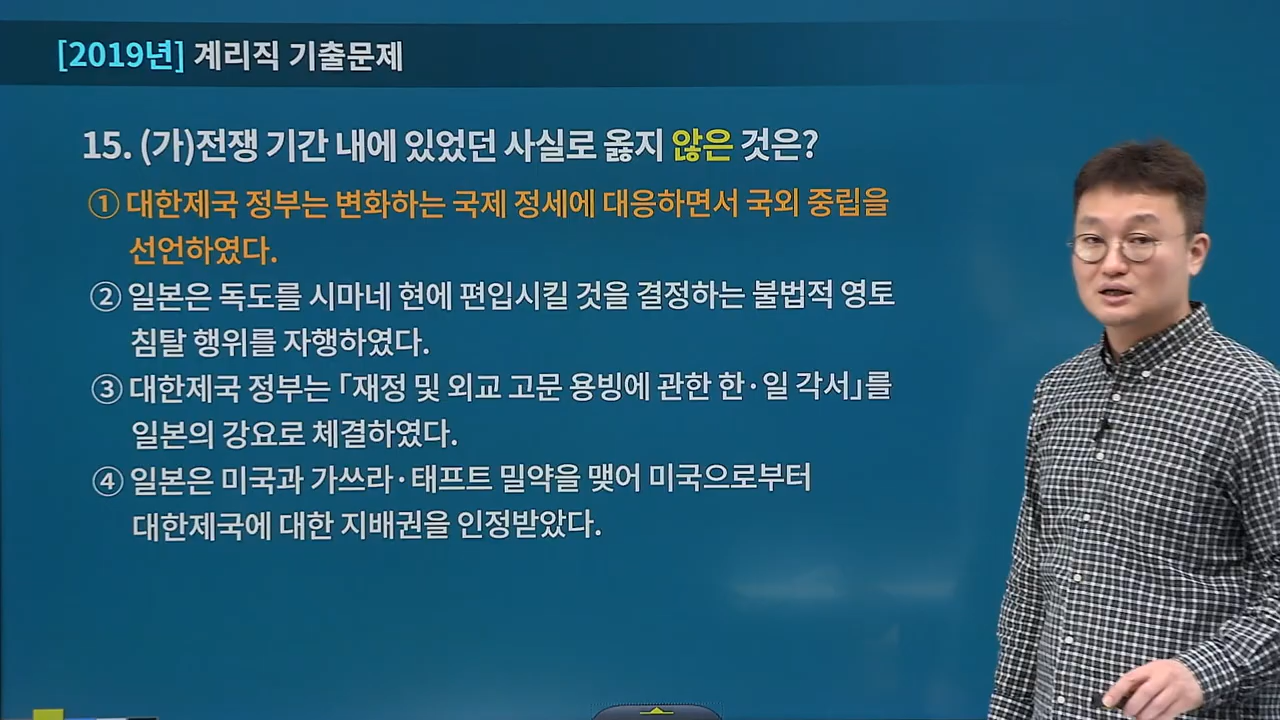 [2019년] 계리직 기출문제
15. (가)전쟁 기간 내에 있었던 사실로 옳지 않은 것은?
① 대한제국 정부는 변화하는 국제 정세에 대응하면서 국외 중립을
선언하였다.
② 일본은 독도를 시마네 현에 편입시킬 것을 결정하는 불법적 영토
침탈 행위를 자행하였다.
③ 대한제국 정부는 「재정 및 외교 고문 용빙에 관한 한·일 각서」를
일본의 강요로 체결하였다.
④ 일본은 미국과 가쓰라·태프트 밀약을 맺어 미국으로부터
대한제국에 대한 지배권을 인정받았다.